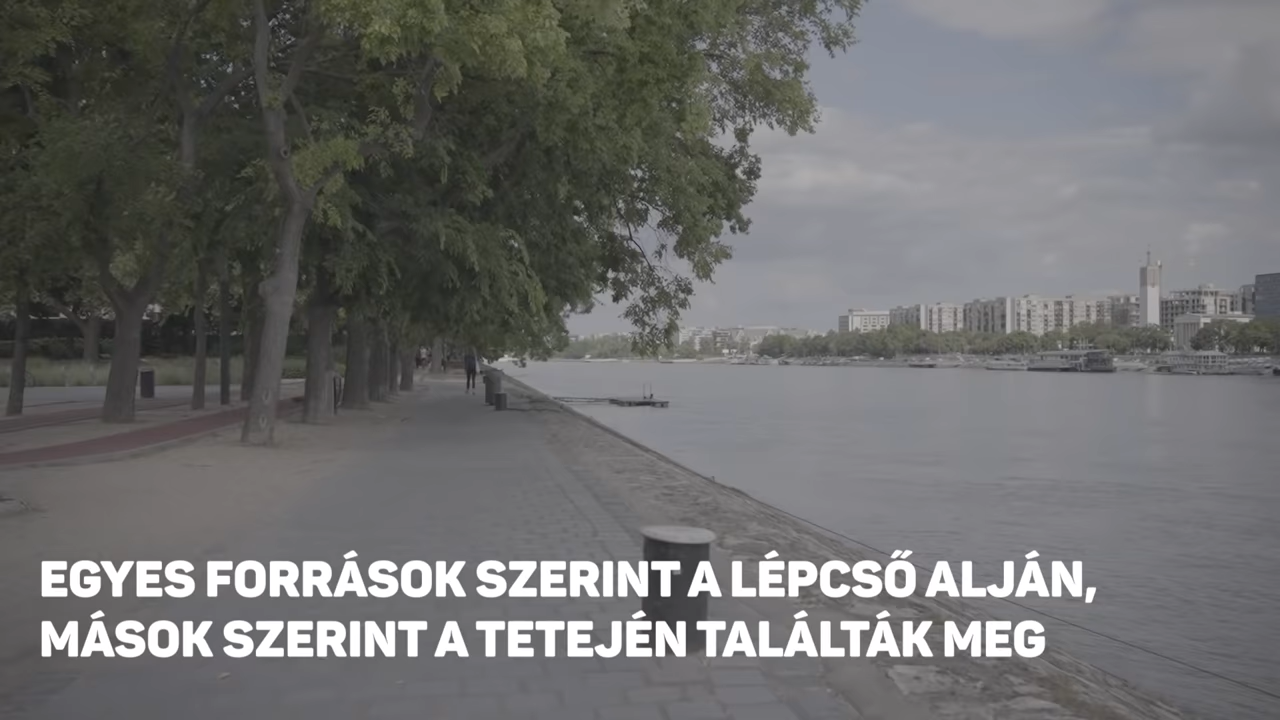 EGYES FORRÁSOK SZERINT A LÉPCSŐ ALJÁN,
MÁSOK SZERINT A TETEJÉN TALÁLTÁK MEG